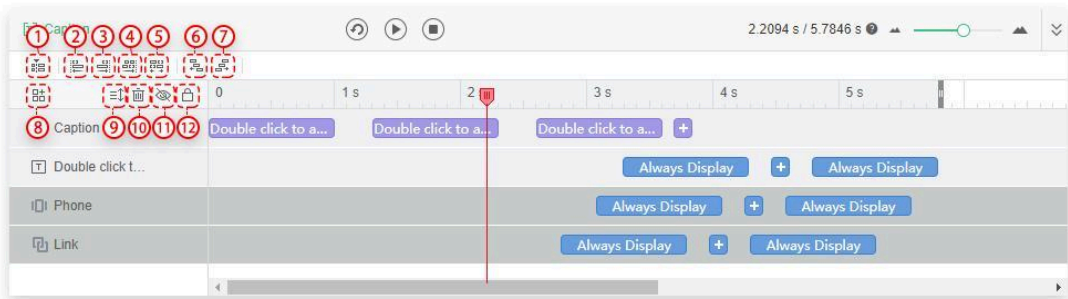 Caption
2.2094 s / 5.7846 s ?
1 2 3 4 5 6 7
0 1 s 2 3 s 4 s 5 s
8 9 10 11 12
Caption Double click to a... Double click to a... Double click to a... +
T Double click t... Always Display + Always Display
Phone Always Display + Always Display
Link Always Display + Always Display